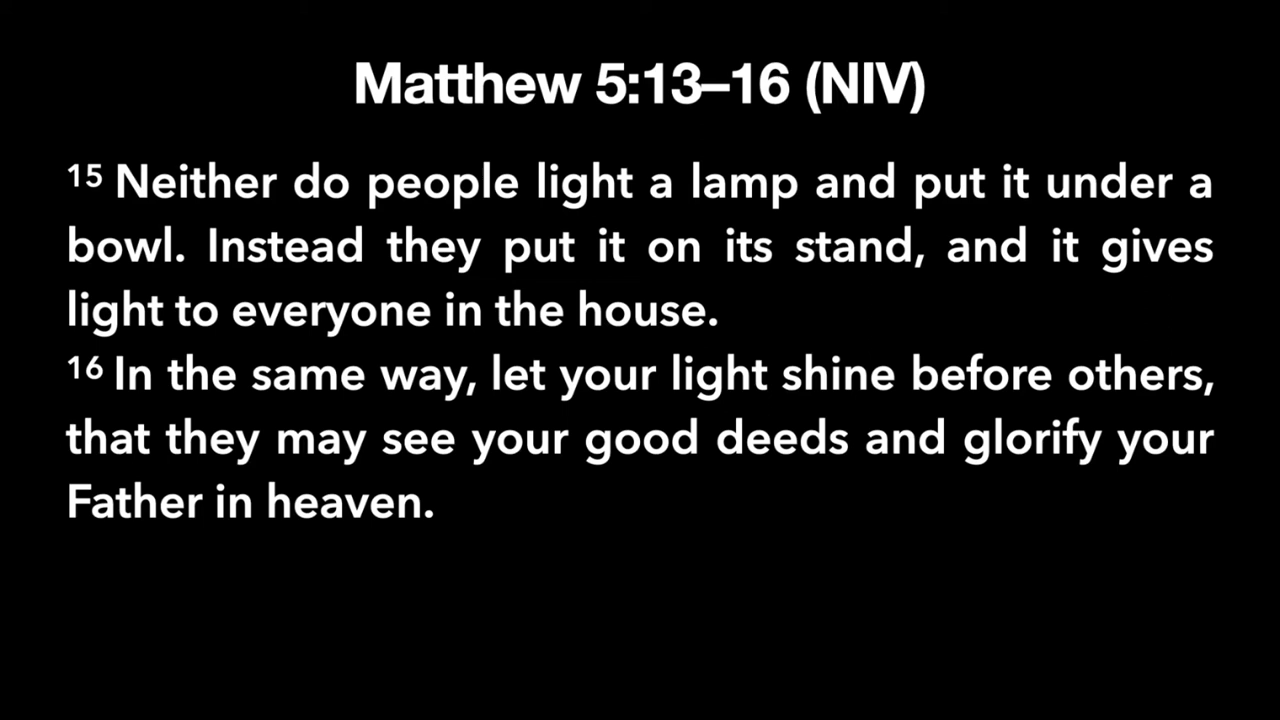 Matthew 5:13–16 (NIV)
15 Neither do people light a lamp and put it under a
bowl. Instead they put it on its stand, and it gives
light to everyone in the house.
16 In the same way, let your light shine before others,
that they may see your good deeds and glorify your
Father in heaven.